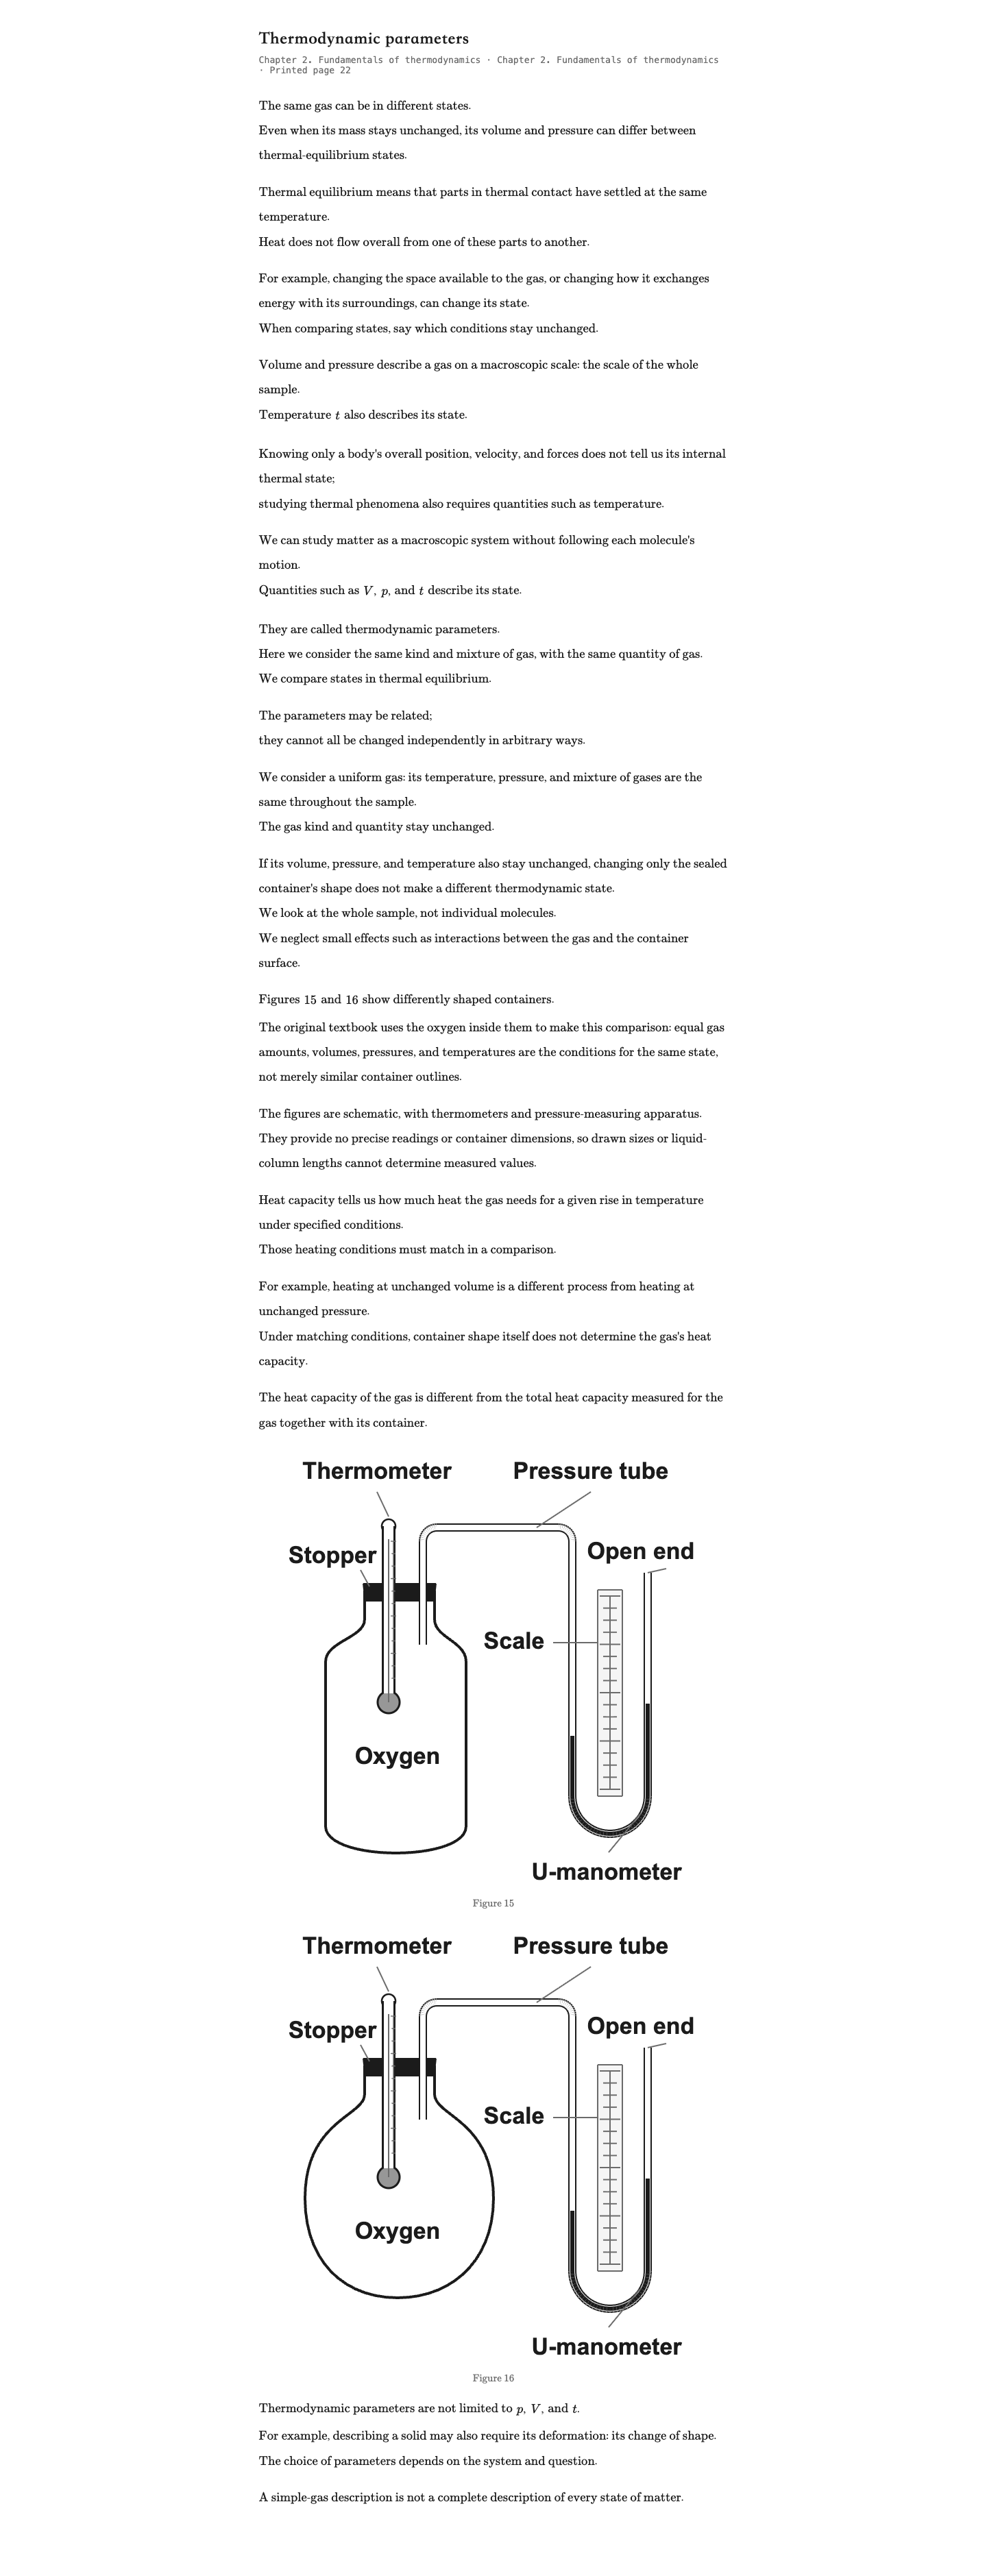 Thermodynamic parameters
Chapter 2. Fundamentals of thermodynamics · Chapter 2. Fundamentals of thermodynamics
· Printed page 22
The same gas can be in different states.
Even when its mass stays unchanged, its volume and pressure can differ between
thermal-equilibrium states.
Thermal equilibrium means that parts in thermal contact have settled at the same
temperature.
Heat does not flow overall from one of these parts to another.
For example, changing the space available to the gas, or changing how it exchanges
energy with its surroundings, can change its state.
When comparing states, say which conditions stay unchanged.
Volume and pressure describe a gas on a macroscopic scale: the scale of the whole
sample.
Temperature t also describes its state.
Knowing only a body's overall position, velocity, and forces does not tell us its internal
thermal state;
studying thermal phenomena also requires quantities such as temperature.
We can study matter as a macroscopic system without following each molecule's
motion.
Quantities such as V, p, and t describe its state.
They are called thermodynamic parameters.
Here we consider the same kind and mixture of gas, with the same quantity of gas.
We compare states in thermal equilibrium.
The parameters may be related;
they cannot all be changed independently in arbitrary ways.
We consider a uniform gas: its temperature, pressure, and mixture of gases are the
same throughout the sample.
The gas kind and quantity stay unchanged.
If its volume, pressure, and temperature also stay unchanged, changing only the sealed
container's shape does not make a different thermodynamic state.
We look at the whole sample, not individual molecules.
We neglect small effects such as interactions between the gas and the container
surface.
Figures 15 and 16 show differently shaped containers.
The original textbook uses the oxygen inside them to make this comparison: equal gas
amounts, volumes, pressures, and temperatures are the conditions for the same state,
not merely similar container outlines.
The figures are schematic, with thermometers and pressure-measuring apparatus.
They provide no precise readings or container dimensions, so drawn sizes or liquid-
column lengths cannot determine measured values.
Heat capacity tells us how much heat the gas needs for a given rise in temperature
under specified conditions.
Those heating conditions must match in a comparison.
For example, heating at unchanged volume is a different process from heating at
unchanged pressure.
Under matching conditions, container shape itself does not determine the gas's heat
capacity.
The heat capacity of the gas is different from the total heat capacity measured for the
gas together with its container.
Thermometer
Pressure tube
Stopper
Open end
Scale
Oxygen
U-manometer
Figure 15
Thermometer
Pressure tube
Stopper
Open end
Scale
Oxygen
U-manometer
Figure 16
Thermodynamic parameters are not limited to p, V, and t.
For example, describing a solid may also require its deformation: its change of shape.
The choice of parameters depends on the system and question.
A simple-gas description is not a complete description of every state of matter.